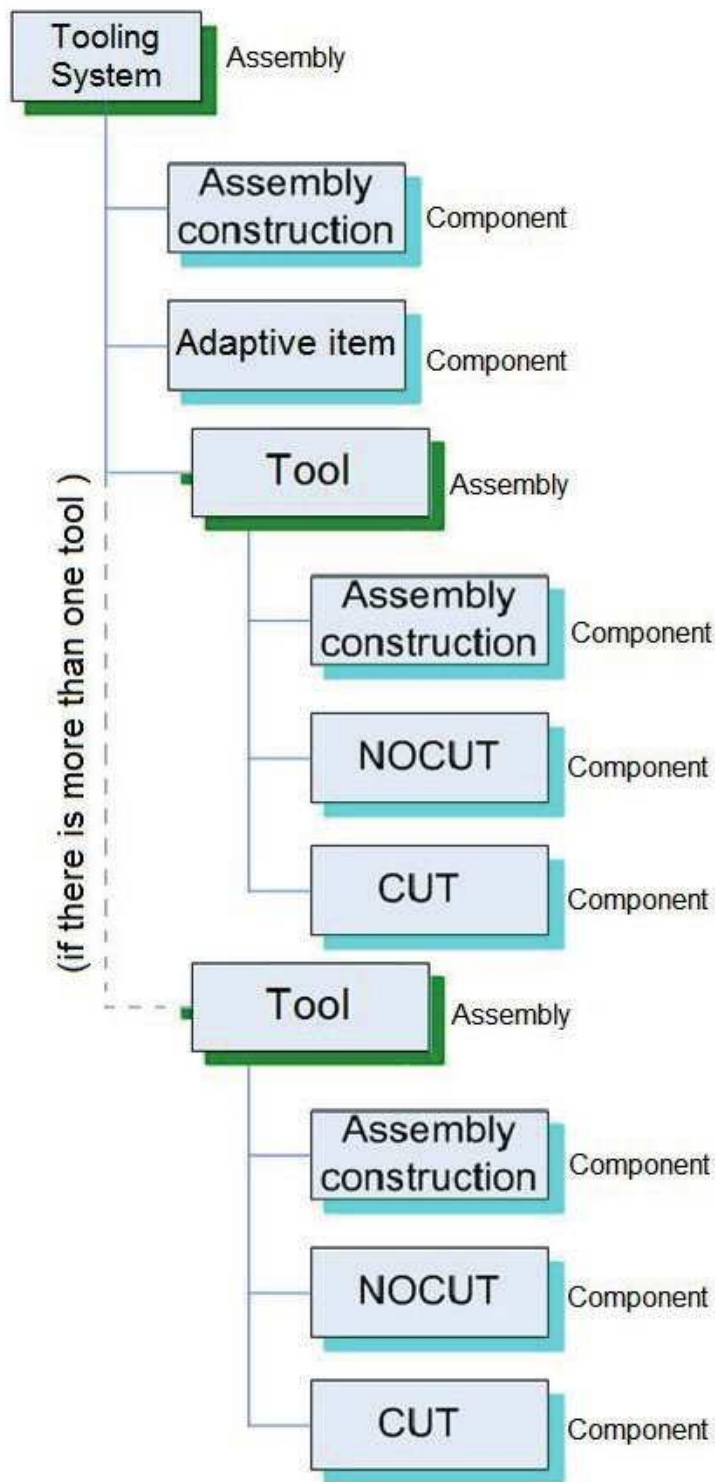 Tooling
System
Assembly
Assembly
construction
Component
Adaptive item
Component
Tool
Assembly
(if there is more than one tool )
Assembly
construction
Component
NOCUT
Component
CUT
Component
Tool
Assembly
Assembly
construction
Component
NOCUT
Component
CUT
Component